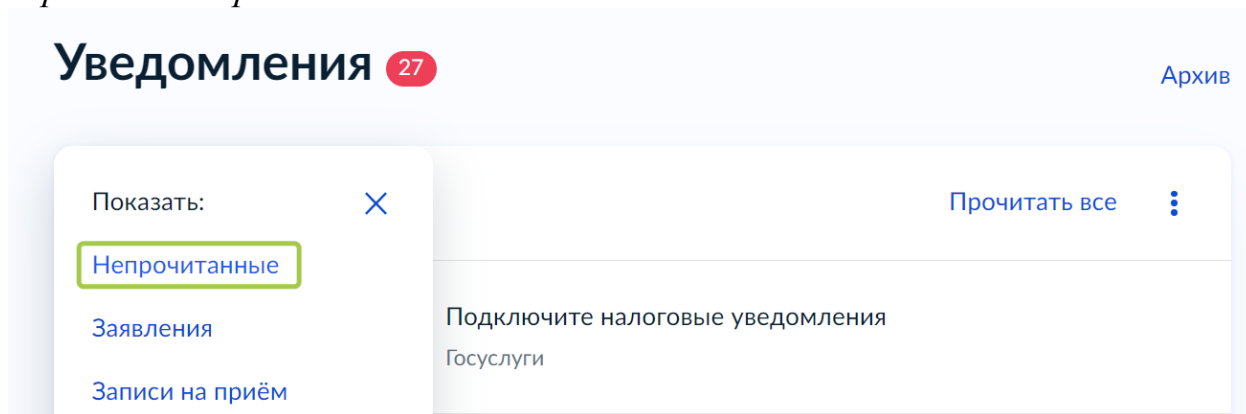 Уведомления 27
Архив
Показать:
Прочитать все
Непрочитанные
Заявления
Подключите налоговые уведомления
Госуслуги
Записи на приём